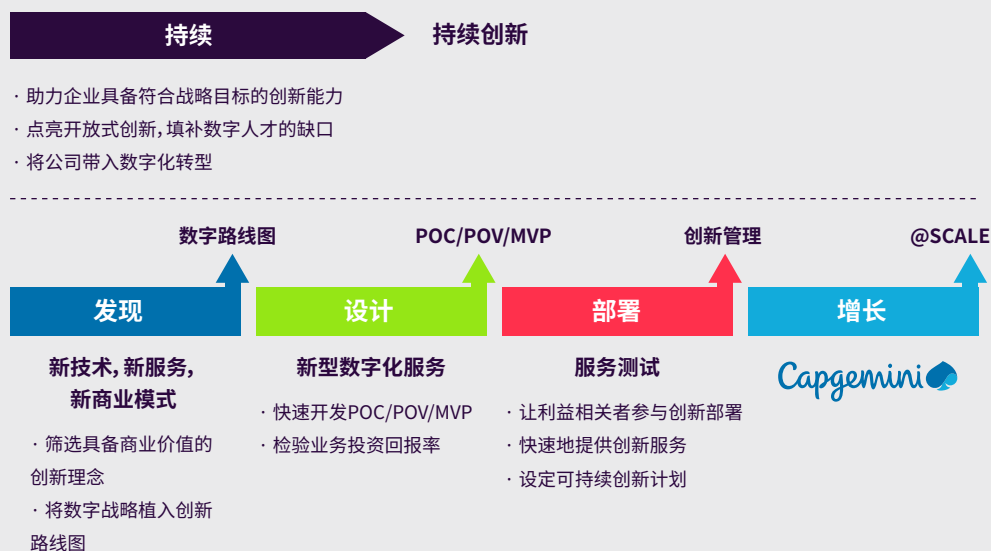 持续
持续创新
· 助力企业具备符合战略目标的创新能力
· 点亮开放式创新，填补数字人才的缺口
· 将公司带入数字化转型
数字路线图
POC/POV/MVP
创新管理
@SCALE
发现
设计
部署
增长
新技术，新服务，
新商业模式
· 筛选具备商业价值的
创新理念
· 将数字战略植入创新
路线图
新型数字化服务
· 快速开发POC/POV/MVP
· 检验业务投资回报率
服务测试
· 让利益相关者参与创新部署
· 快速地提供创新服务
· 设定可持续创新计划
Capgemini